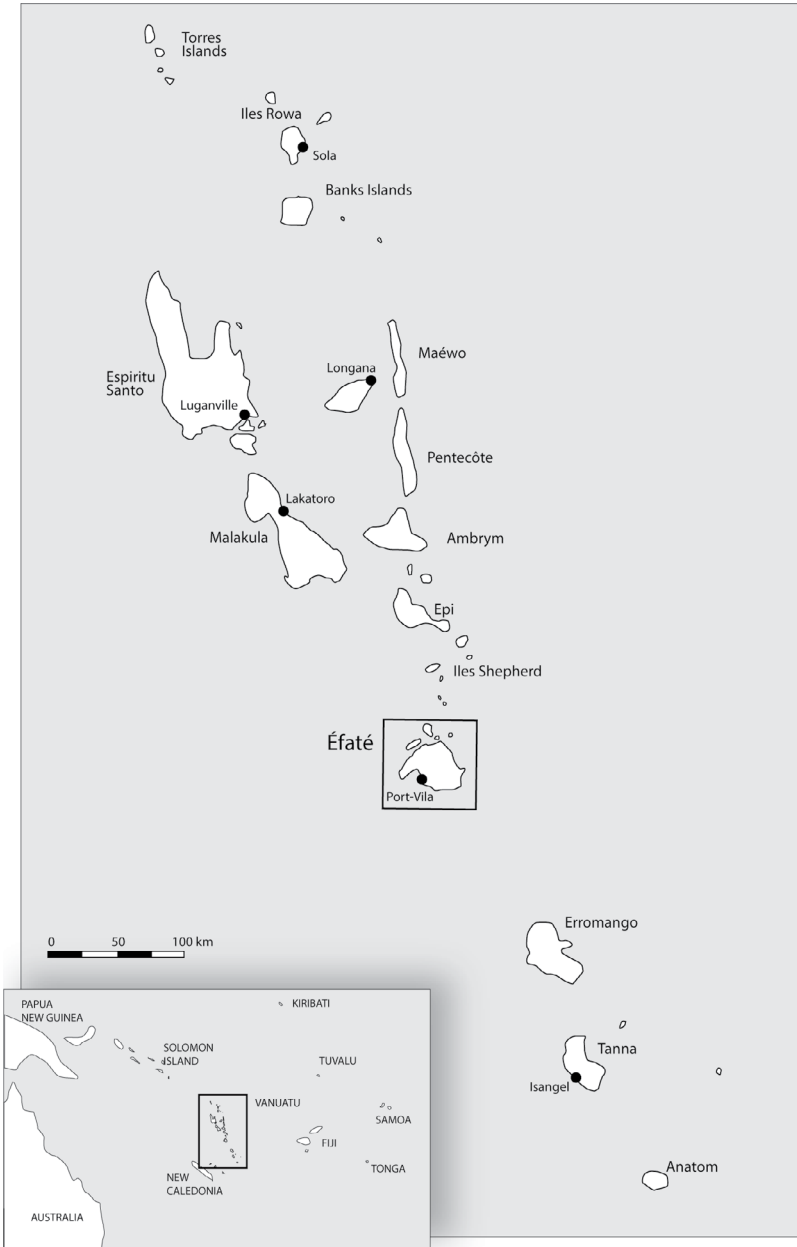 Torres
Islands
Iles Rowa
Sola
Banks Islands
Maéwo
Longana
Espiritu
Santo
Luganville
Pentecôte
Lakatoro
Malakula
Ambrym
Epi
Iles Shepherd
Éfaté
Port-Vila
Erromango
0 50 100 km
PAPUA
NEW GUINEA
KIRIBATI
SOLOMON
ISLAND
TUVALU
VANUATU
SAMOA
FIJI
TONGA
NEW
CALEDONIA
AUSTRALIA
Tanna
Isangel
Anatom